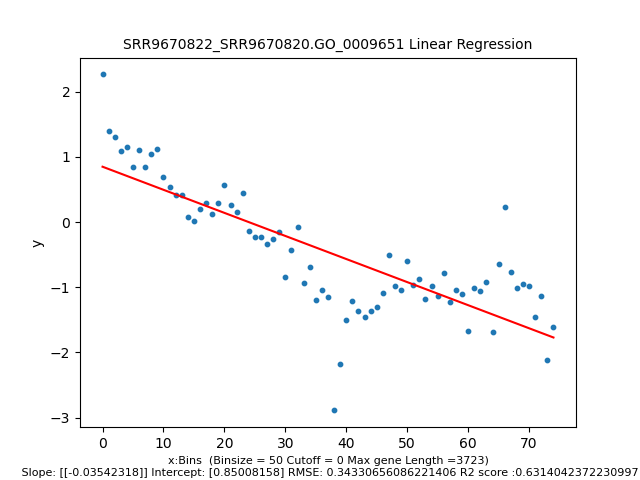 SRR9670822_SRR9670820.GO_0009651 Linear Regression
2
1
0
−1
−2
−3
y
0 10 20 30 40 50 60 70
x:Bins (Binsize = 50 Cutoff = 0 Max gene Length =3723)
Slope: [[-0.03542318]] Intercept: [0.85008158] RMSE: 0.34330656086221406 R2 score :0.6314042372230997